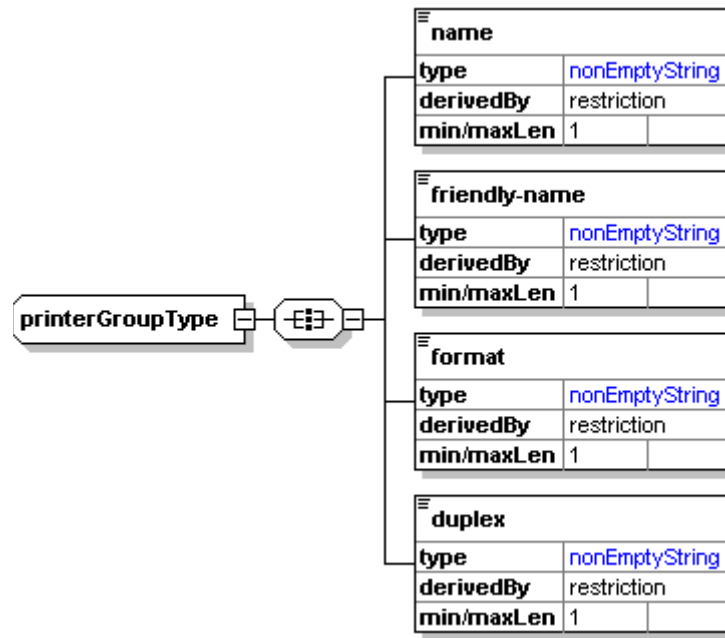 name
type nonEmptyString
derivedBy restriction
min/maxLen 1
friendly-name
type nonEmptyString
derivedBy restriction
min/maxLen 1
printerGroupType
format
type nonEmptyString
derivedBy restriction
min/maxLen 1
duplex
type nonEmptyString
derivedBy restriction
min/maxLen 1